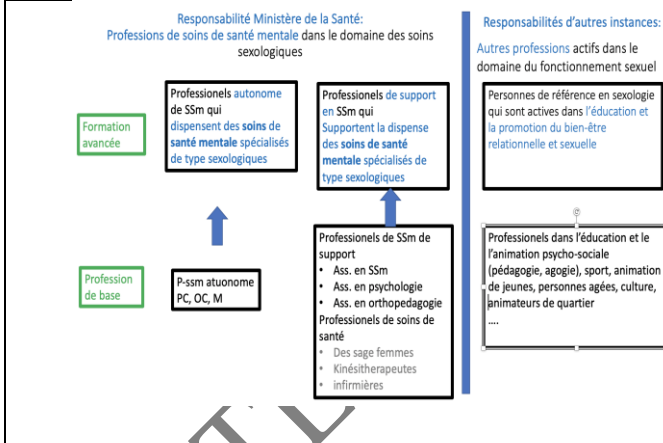 Responsabilité Ministère de la Santé:
Professions de soins de santé mentale dans le domaine des soins
sexologiques
Responsabilités d'autres instances:
Autres professions actifs dans le
domaine du fonctionnement sexuel
Formation
avancée
Professionels autonome
de SSm qui
dispensent des soins de
santé mentale spécialisés
de type sexologiques
Professionels de support
en SSm qui
Supportent la dispense
des soins de santé
mentale spécialisés de
type sexologiques
Personnes de référence en sexologie
qui sont actives dans l'éducation et
la promotion du bien-être
relationnelle et sexuelle
Profession
de base
P-ssm atuonome
PC, OC, M
Professionels de SSm de
support
• Ass. en SSm
• Ass. en psychologie
• Ass. en orthopedagogie
Professionels de soins de
santé
• Des sage femmes
• Kinésitherapeutes
• infirmières
Professionels dans l'éducation et le
l'animation psycho-sociale
(pédagogie, agogie), sport, animation
de jeunes, personnes agées, culture,
animateurs de quartier
....